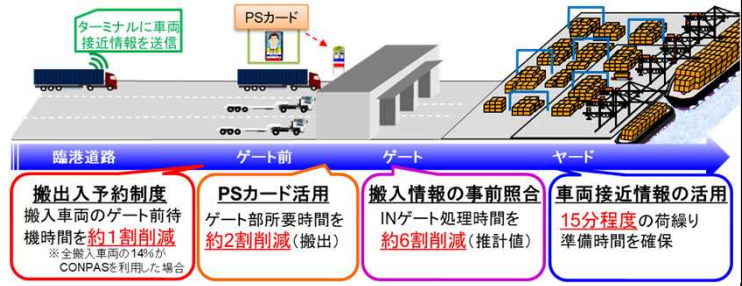 ターミナルに車両
接近情報を送信
PSカード
臨港道路
ゲート前
ゲート
ヤード
搬出入予約制度
搬入車両のゲート前待
機時間を約1割削減
※全搬入車両の14%が
CONPASを利用した場合
PSカード活用
ゲート部所要時間を
約2割削減(搬出)
搬入情報の事前照合
INゲート処理時間を
約6割削減(推計値)
車両接近情報の活用
15分程度の荷繰り
準備時間を確保